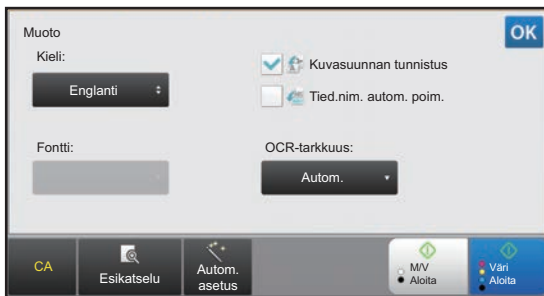 Muoto
OK
Kieli:
Englanti
Kuvasuunnan tunnistus
Tied.nim. autom. poim.
Fontti:
OCR-tarkkuus:
Autom.
CA
Esikatselu
Autom.
asetus
M/V
Aloita
Väri
Aloita